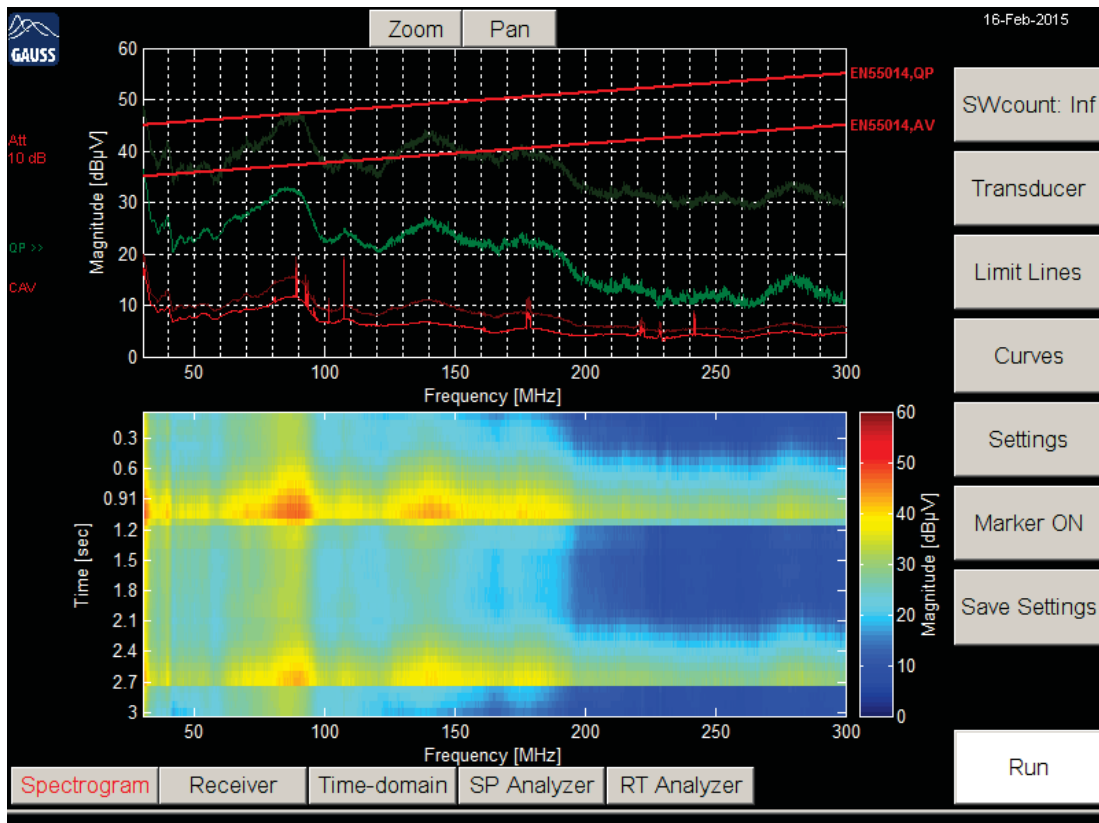 Zoom
Pan
16-Feb-2015
GAUSS
60
50
40
30
20
10
0
Magnitude [dBµV]
Att
10 dB
QP >>
CAV
EN55014,QP
EN55014,AV
50
100
150
200
250
300
Frequency [MHz]
SWcount: Inf
Transducer
Limit Lines
Curves
Settings
Marker ON
Save Settings
Run
0.3
0.6
0.91
1.2
1.5
1.8
2.1
2.4
2.7
3
Time [sec]
50
100
150
200
250
300
Frequency [MHz]
60
50
40
30
20
10
0
Magnitude [dBµV]
Spectrogram
Receiver
Time-domain
SP Analyzer
RT Analyzer